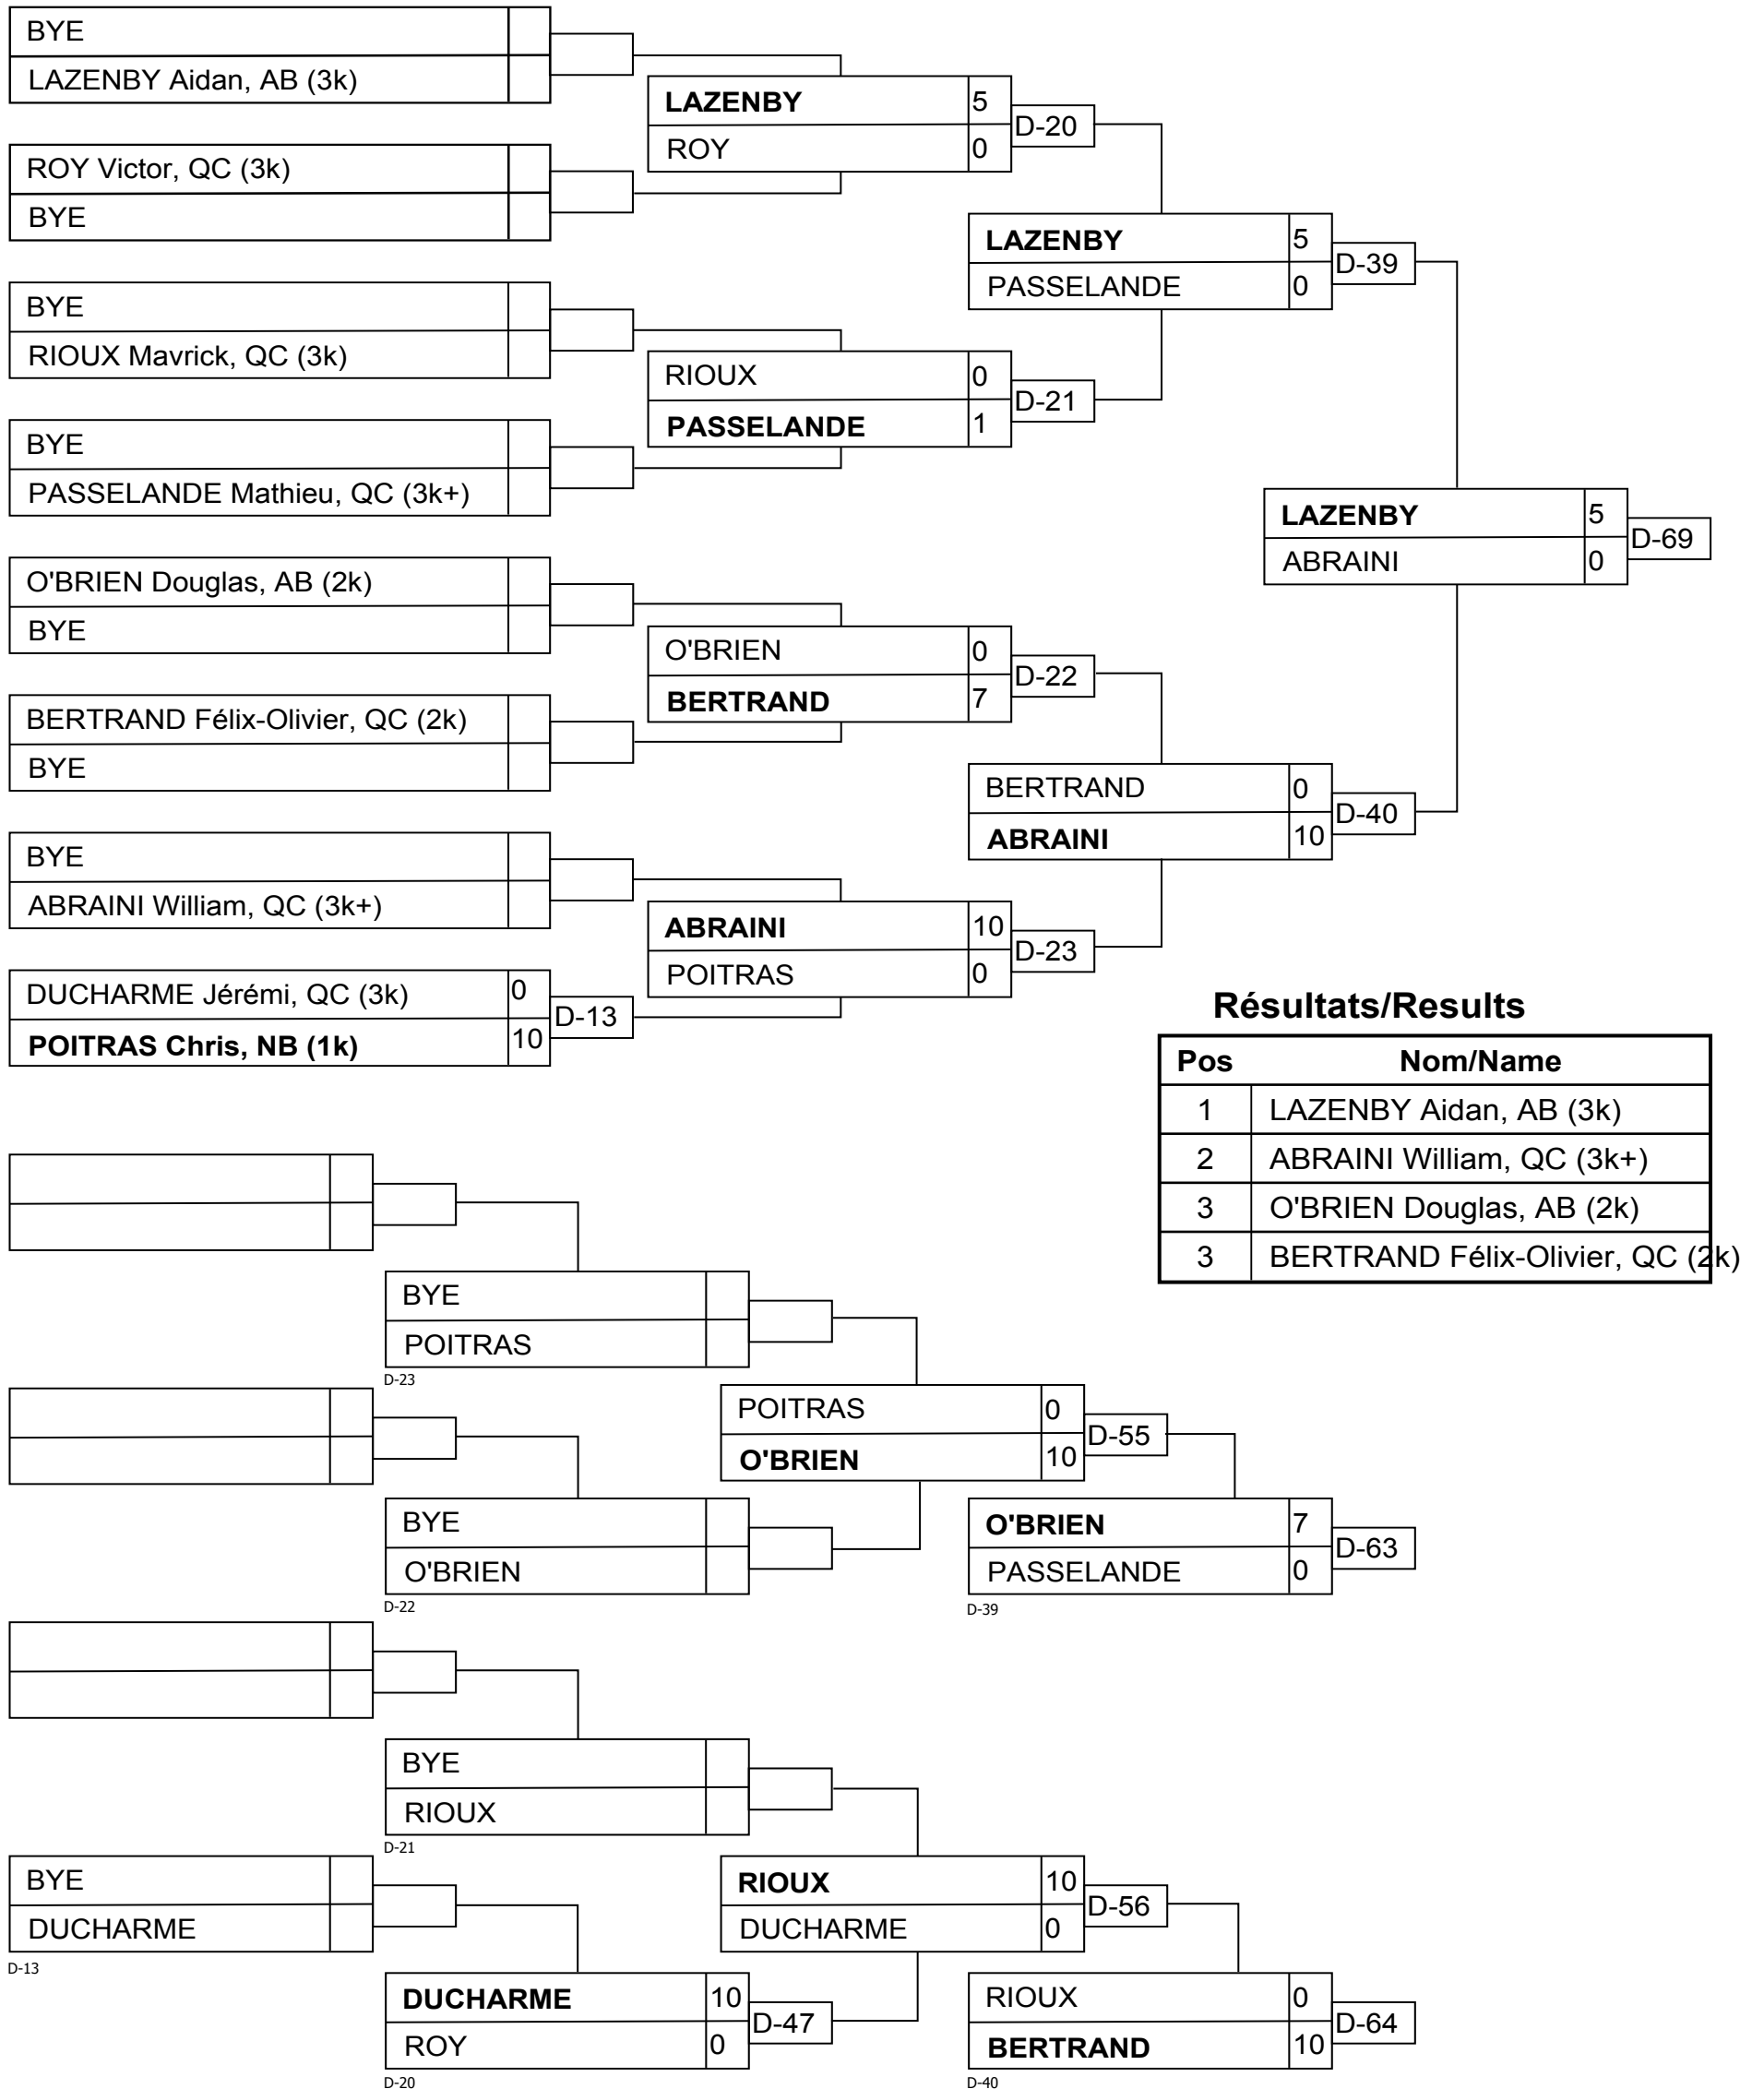 BYE
LAZENBY Aidan, AB (3k)
LAZENBY 5
ROY 0
D-20
ROY Victor, QC (3k)
BYE
LAZENBY 5
PASSELANDE 0
D-39
BYE
RIOUX Mavrick, QC (3k)
RIOUX 0
PASSELANDE 1
D-21
BYE
PASSELANDE Mathieu, QC (3k+)
LAZENBY 5
ABRAINI 0
D-69
O'BRIEN Douglas, AB (2k)
BYE
O'BRIEN 0
BERTRAND 7
D-22
BERTRAND Félix-Olivier, QC (2k)
BYE
BERTRAND 0
ABRAINI 10
D-40
BYE
ABRAINI William, QC (3k+)
ABRAINI 10
POITRAS 0
D-23
DUCHARME Jérémi, QC (3k) 0
POITRAS Chris, NB (1k) 10
D-13
Résultats/Results
Pos Nom/Name
1 LAZENBY Aidan, AB (3k)
2 ABRAINI William, QC (3k+)
3 O'BRIEN Douglas, AB (2k)
3 BERTRAND Félix-Olivier, QC (2k)
BYE
POITRAS
D-23
POITRAS 0
O'BRIEN 10
D-55
BYE
O'BRIEN
D-22
O'BRIEN 7
PASSELANDE 0
D-63
D-39
BYE
RIOUX
D-21
BYE
DUCHARME
D-13
RIOUX 10
DUCHARME 0
D-56
DUCHARME 10
ROY 0
D-47
D-20
RIOUX 0
BERTRAND 10
D-64
D-40